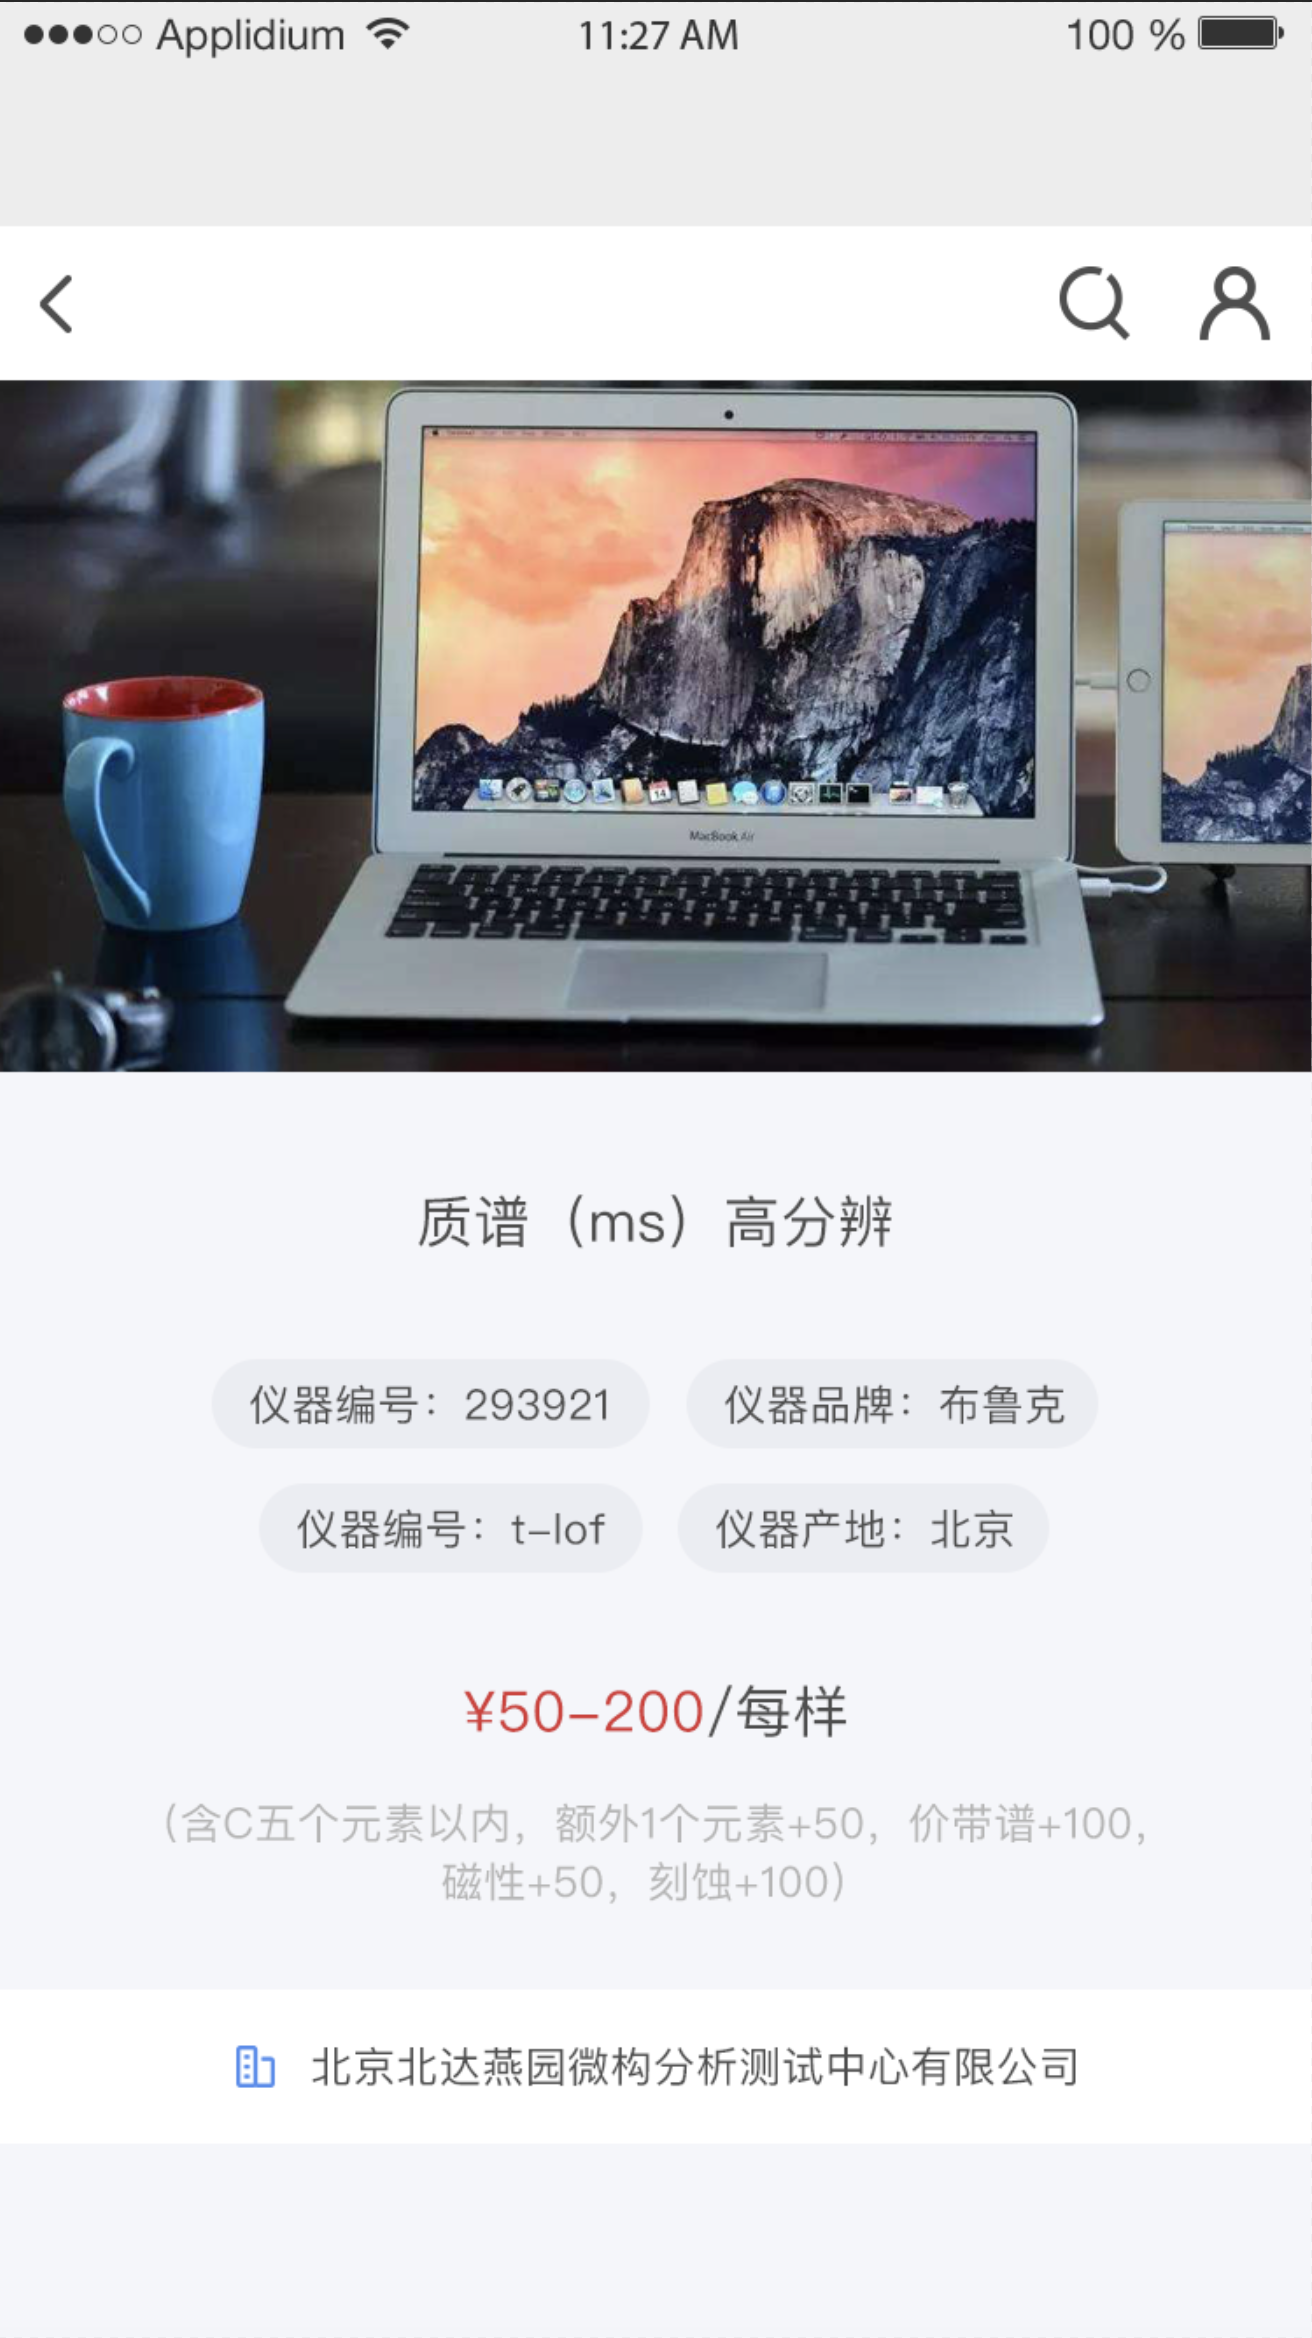 Applidium
11:27 AM
100 %
MacBook Air
质谱（ms）高分辨
仪器编号：293921
仪器品牌：布鲁克
仪器编号：t-lof
仪器产地：北京
¥50-200/每样
（含C五个元素以内，额外1个元素+50，价带谱+100，
磁性+50，刻蚀+100）
北京北达燕园微构分析测试中心有限公司